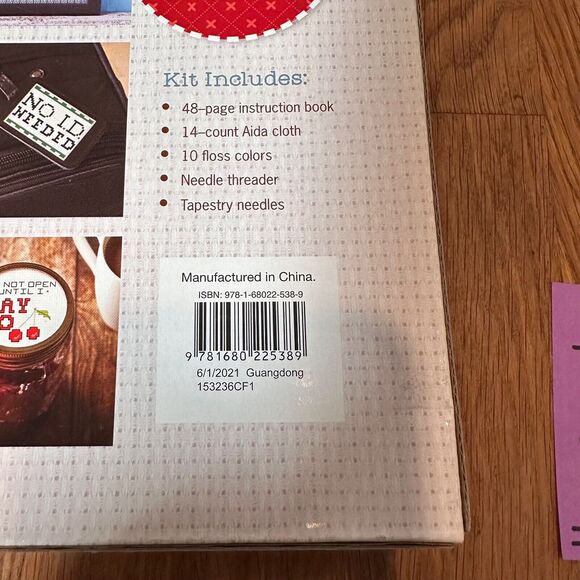 Kit Includes:
48–page instruction book
14–count Aida cloth
10 floss colors
Needle threader
Tapestry needles
NO I.D.
NEEDED
NOT OPEN
UNTIL I
AY
Manufactured in China.
ISBN: 978-1-68022-538-9
9 781680 225389
6/1/2021 Guangdong
153236CF1